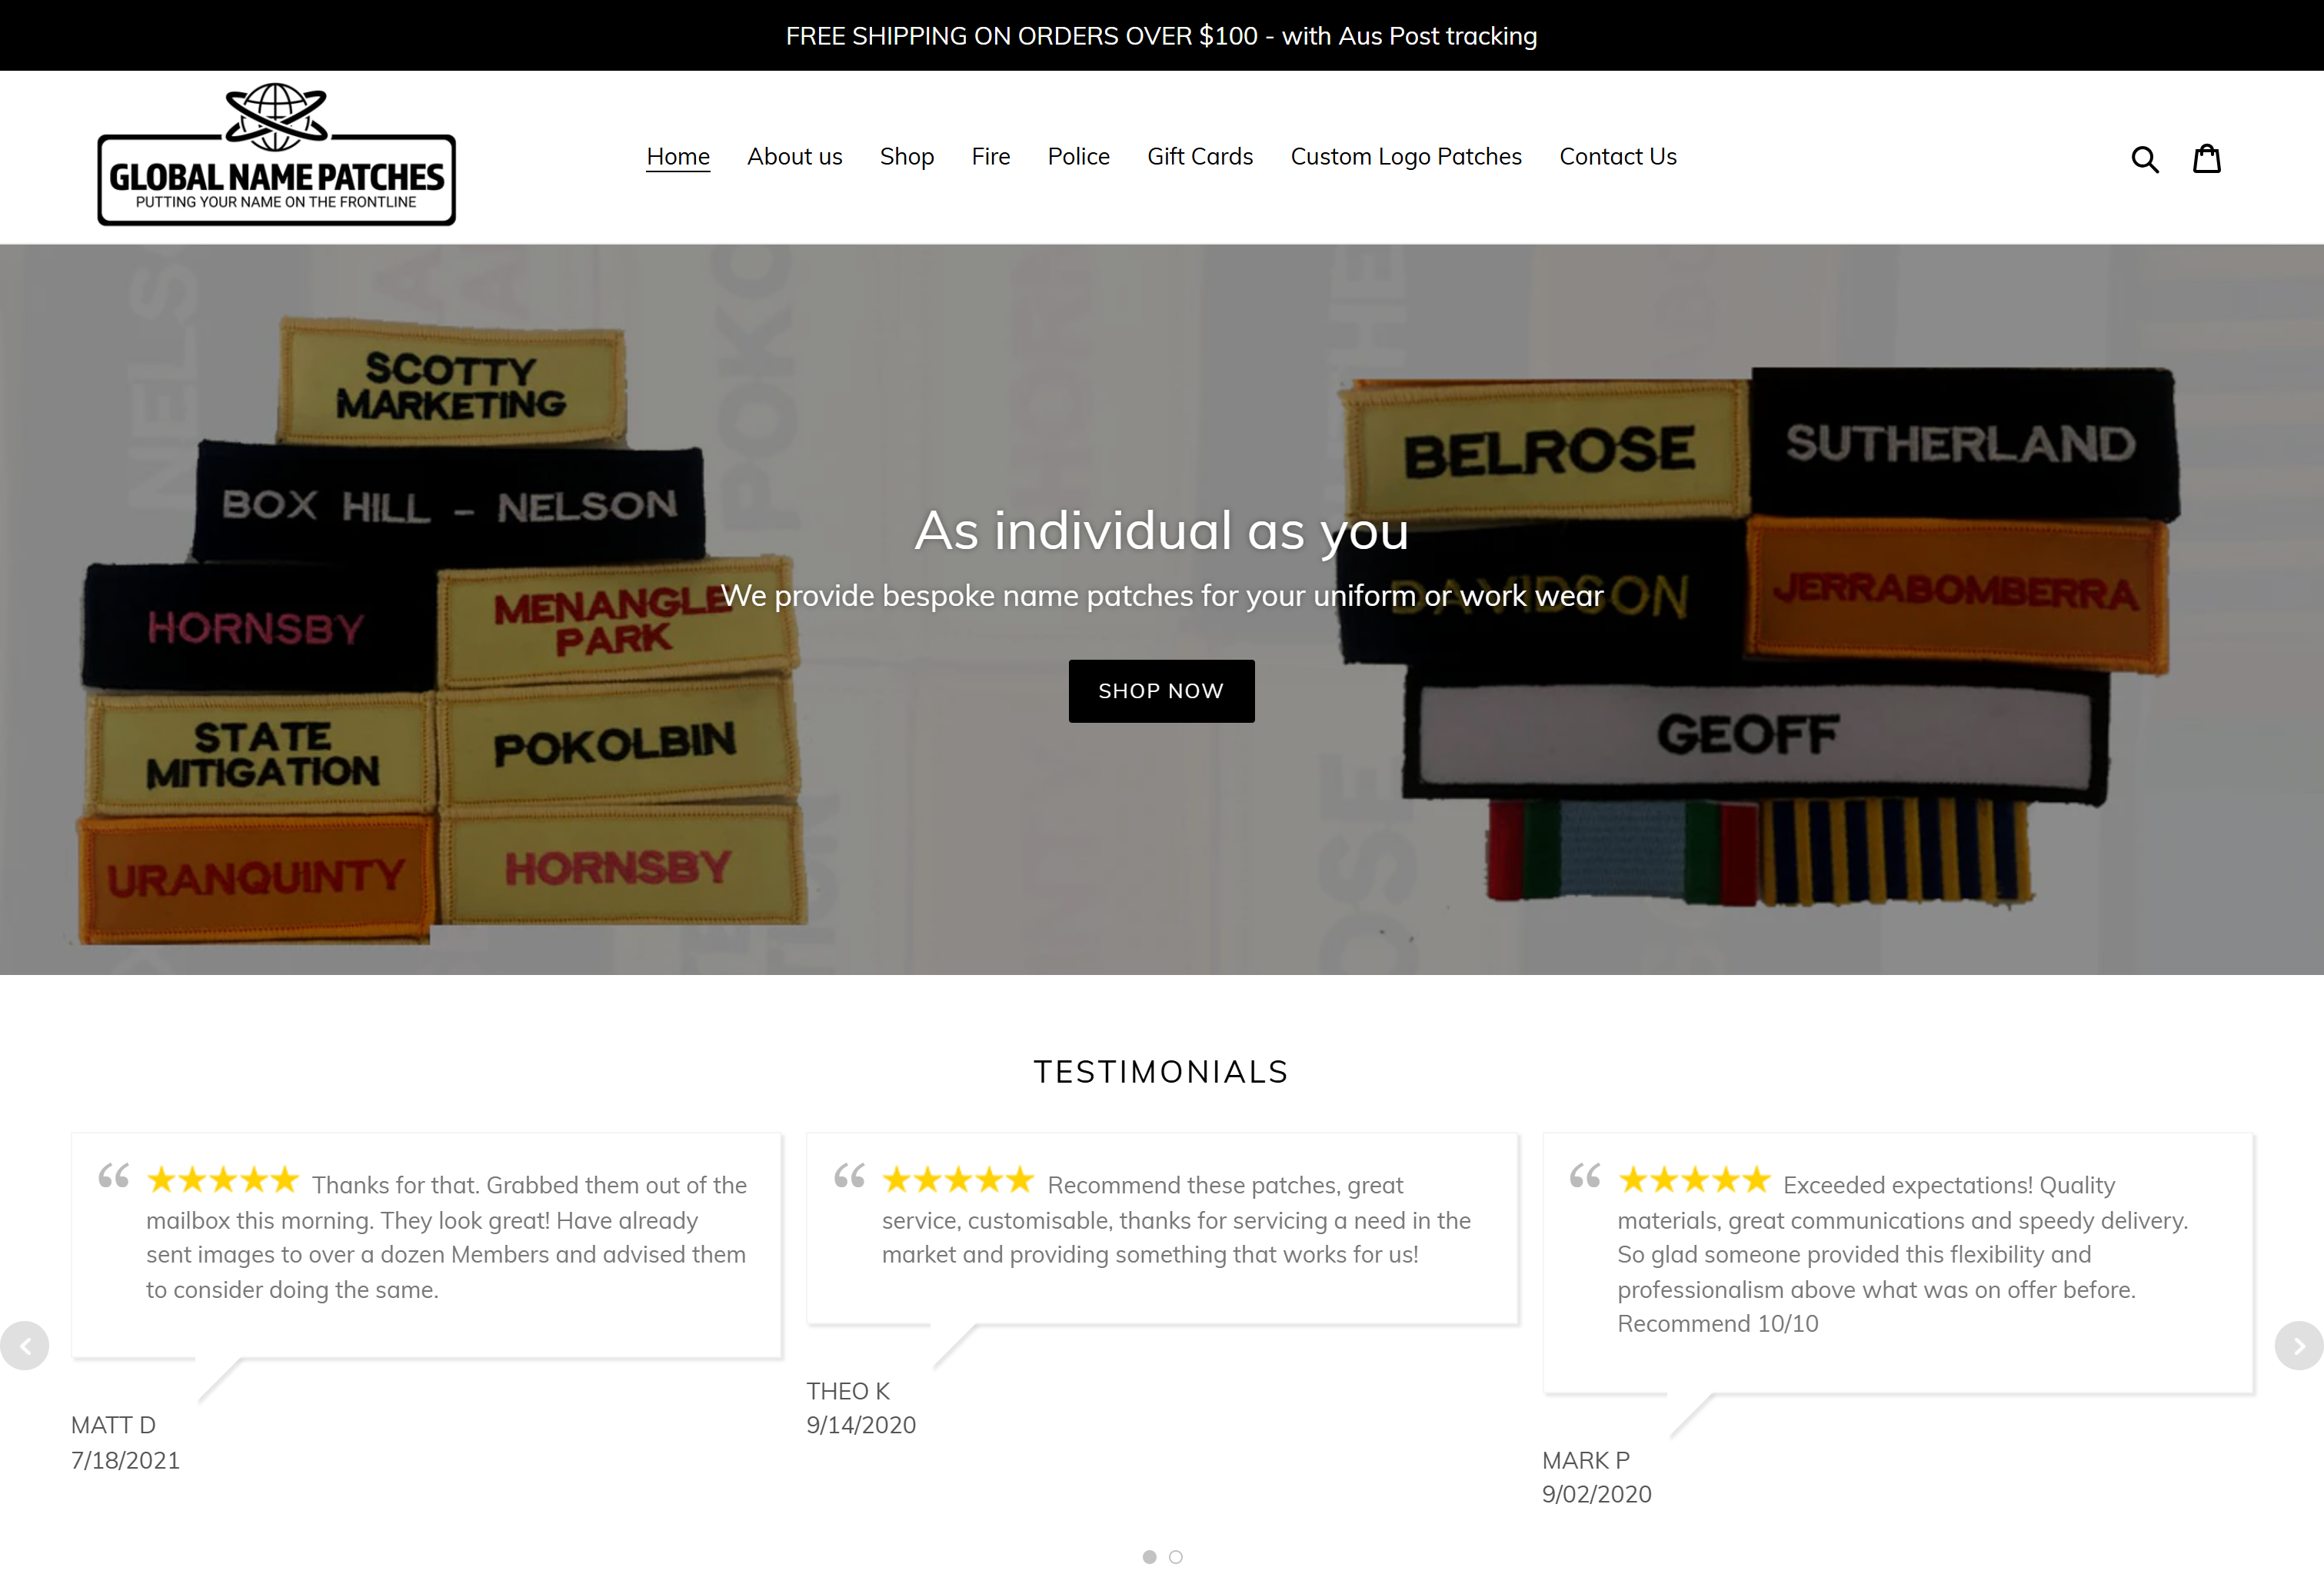 FREE SHIPPING ON ORDERS OVER $100 - with Aus Post tracking
GLOBAL NAME PATCHES
PUTTING YOUR NAME ON THE FRONTLINE
Home About us Shop Fire Police Gift Cards Custom Logo Patches Contact Us
SCOTTY
MARKETING
BOX HILL - NELSON
HORNSBY
MENANGLE
PARK
STATE
MITIGATION
POKOLBIN
URANQUINTY
HORNSBY
BELROSE
SUTHERLAND
DAVIDSON
JERRABOMBERRA
GEOFF
As individual as you
We provide bespoke name patches for your uniform or work wear
SHOP NOW
TESTIMONIALS
“ Thanks for that. Grabbed them out of the
mailbox this morning. They look great! Have already
sent images to over a dozen Members and advised them
to consider doing the same.
MATT D
7/18/2021
“ Recommend these patches, great
service, customisable, thanks for servicing a need in the
market and providing something that works for us!
THEO K
9/14/2020
“ Exceeded expectations! Quality
materials, great communications and speedy delivery.
So glad someone provided this flexibility and
professionalism above what was on offer before.
Recommend 10/10
MARK P
9/02/2020